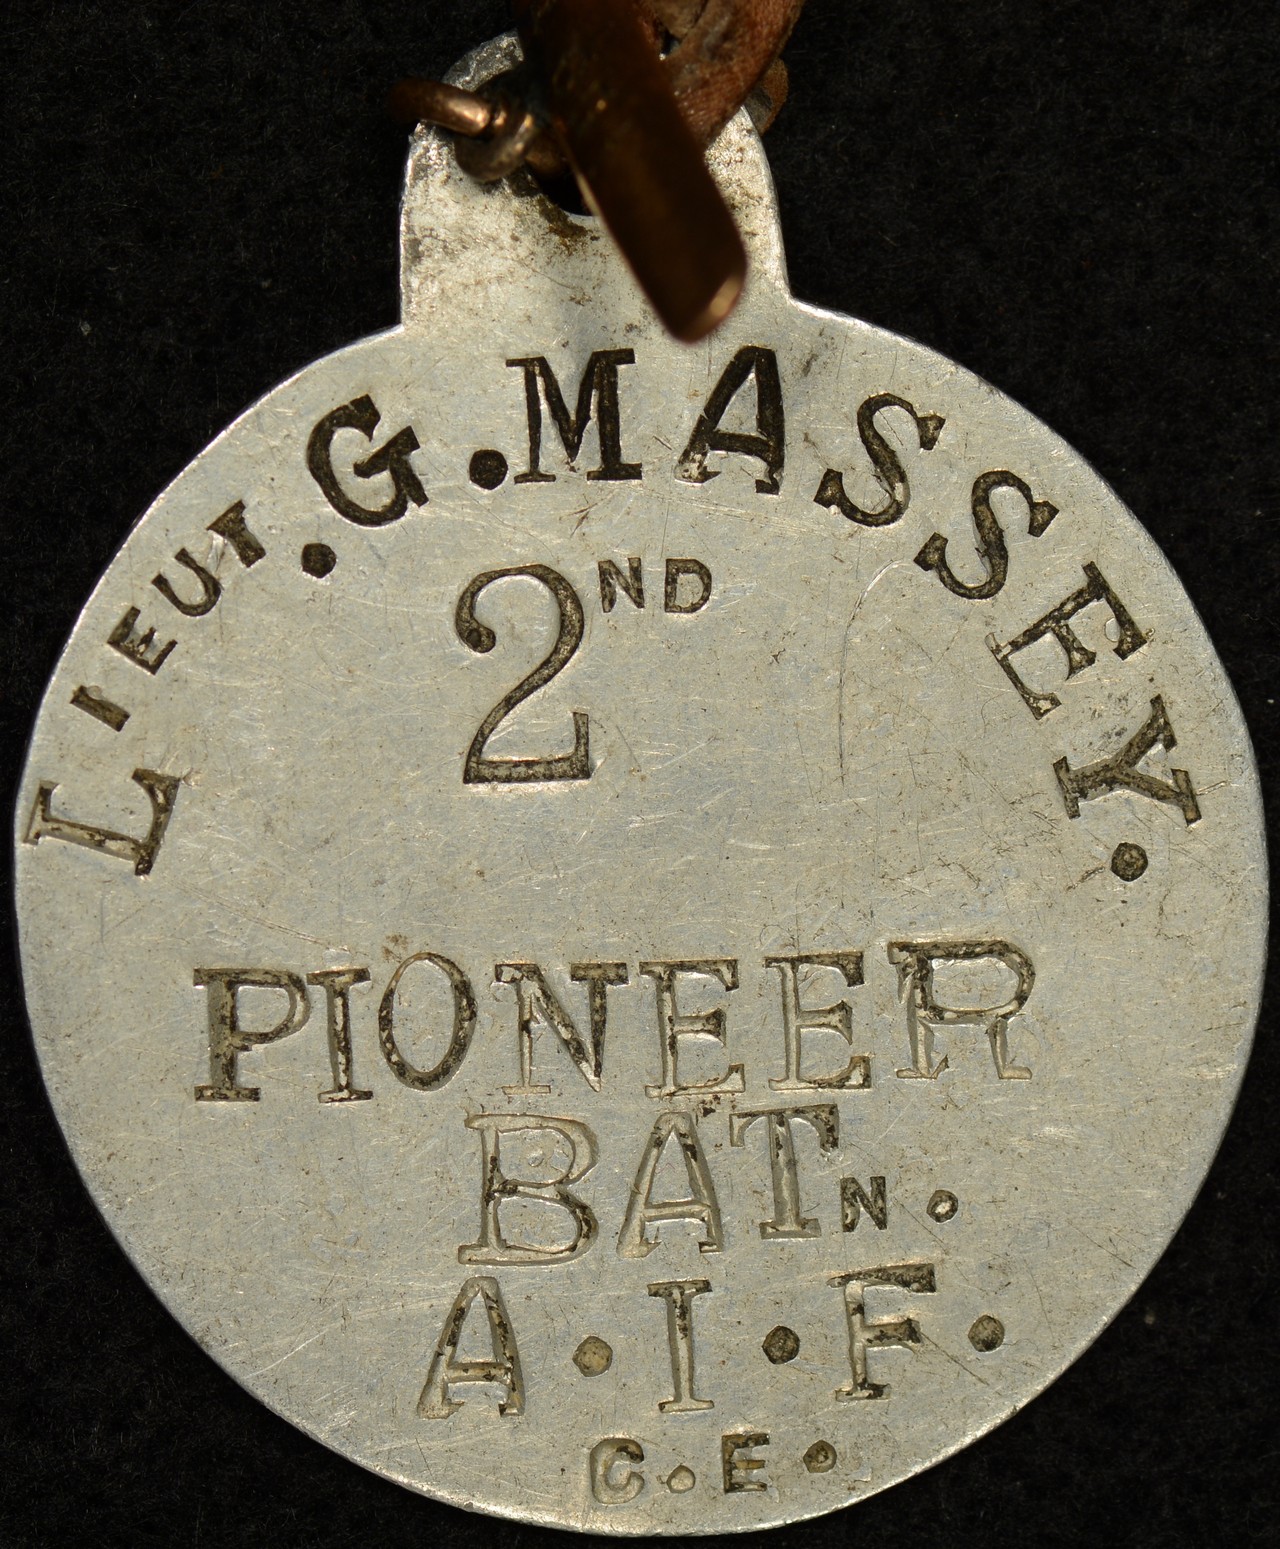 LIEUT.G.MASSEY.
2ND
PIONEER
BATN.
A.I.F.
C.E.